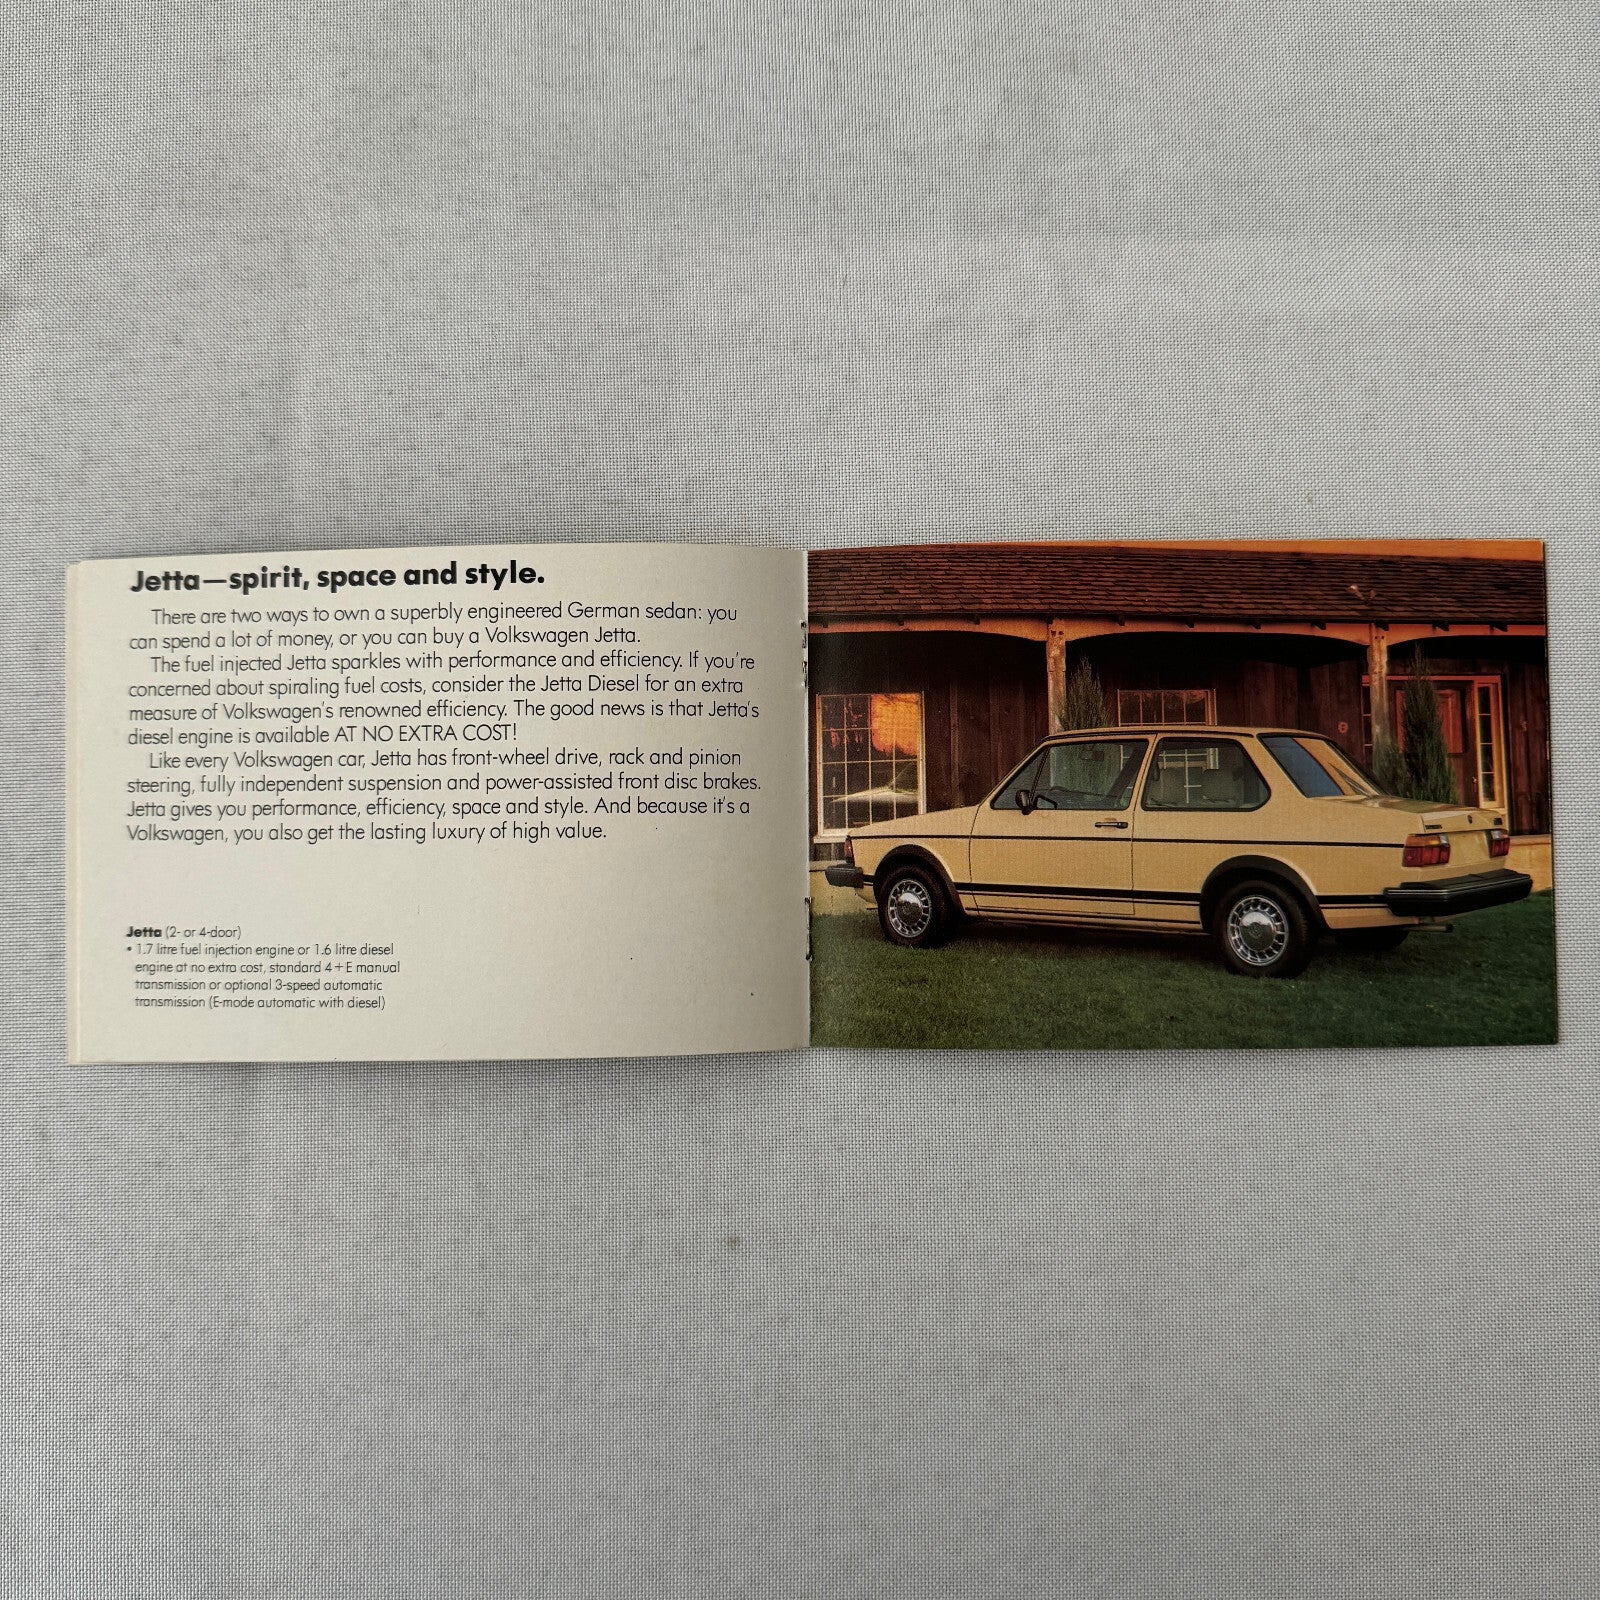 Jetta—spirit, space and style.
There are two ways to own a superbly engineered German sedan: you
can spend a lot of money, or you can buy a Volkswagen Jetta.
The fuel injected Jetta sparkles with performance and efficiency. If you're
concerned about spiraling fuel costs, consider the Jetta Diesel for an extra
measure of Volkswagen's renowned efficiency. The good news is that Jetta's
diesel engine is available AT NO EXTRA COST!
Like every Volkswagen car, Jetta has front-wheel drive, rack and pinion
steering, fully independent suspension and power-assisted front disc brakes.
Jetta gives you performance, efficiency, space and style. And because it's a
Volkswagen, you also get the lasting luxury of high value.
Jetta (2- or 4-door)
• 1.7 litre fuel injection engine or 1.6 litre diesel
engine at no extra cost, standard 4+E manual
transmission or optional 3-speed automatic
transmission (E-mode automatic with diesel)